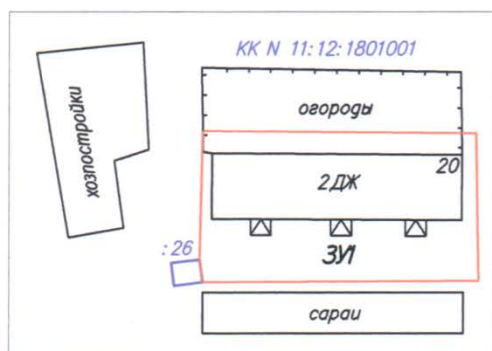 КК N 11:12:1801001
хозпостройки
огороды
20
2ДЖ
:26
ЗУ1
сараи